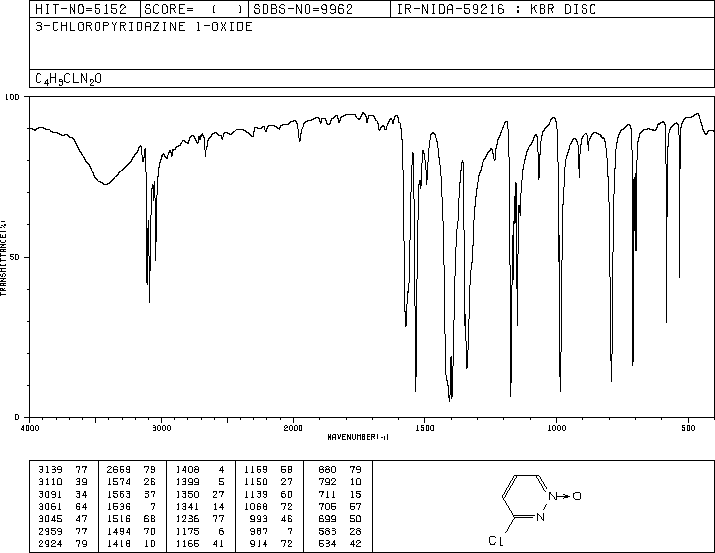 HIT-NO=5152 SCORE= ( ) SDBS-NO=9962 IR-NIDA-59216 : KBR DISC
3-CHLOROPYRIDAZINE 1-OXIDE
C4H3CLN2O
100
50
0
TRANSMITTANCE(%)
4000 3000 2000 1500 1000 500
WAVENUMBER(-1)
3139 77 2669 79 1408 4 1159 58 880 79
3110 39 1574 26 1399 5 1150 27 792 10
3091 34 1563 37 1350 27 1139 60 711 15
3061 64 1536 7 1341 14 1068 72 705 57
3045 47 1516 68 1236 77 993 46 699 50
2959 77 1494 70 1175 6 987 7 583 28
2924 79 1418 10 1165 41 914 72 534 42
N→O
N
Cl